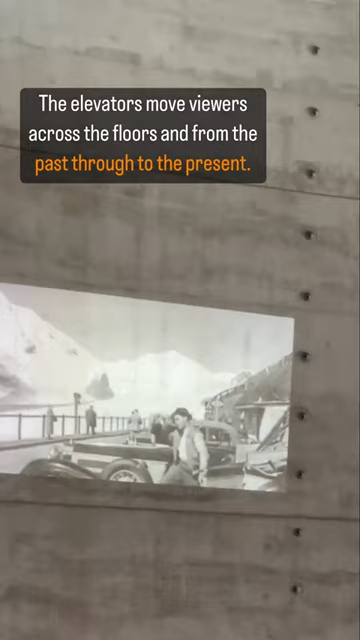 The elevators move viewers
across the floors and from the
past through to the present.